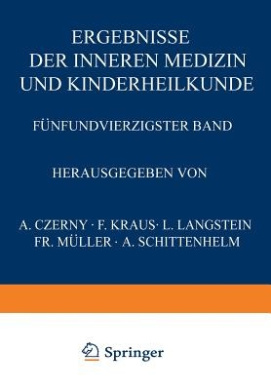 ERGEBNISSE
DER INNEREN MEDIZIN
UND KINDERHEILKUNDE
FÜNFUNDVIERZIGSTER BAND
HERAUSGEGEBEN VON
A. CZERNY · F. KRAUS · L. LANGSTEIN
FR. MÜLLER · A. SCHITTENHELM
Springer